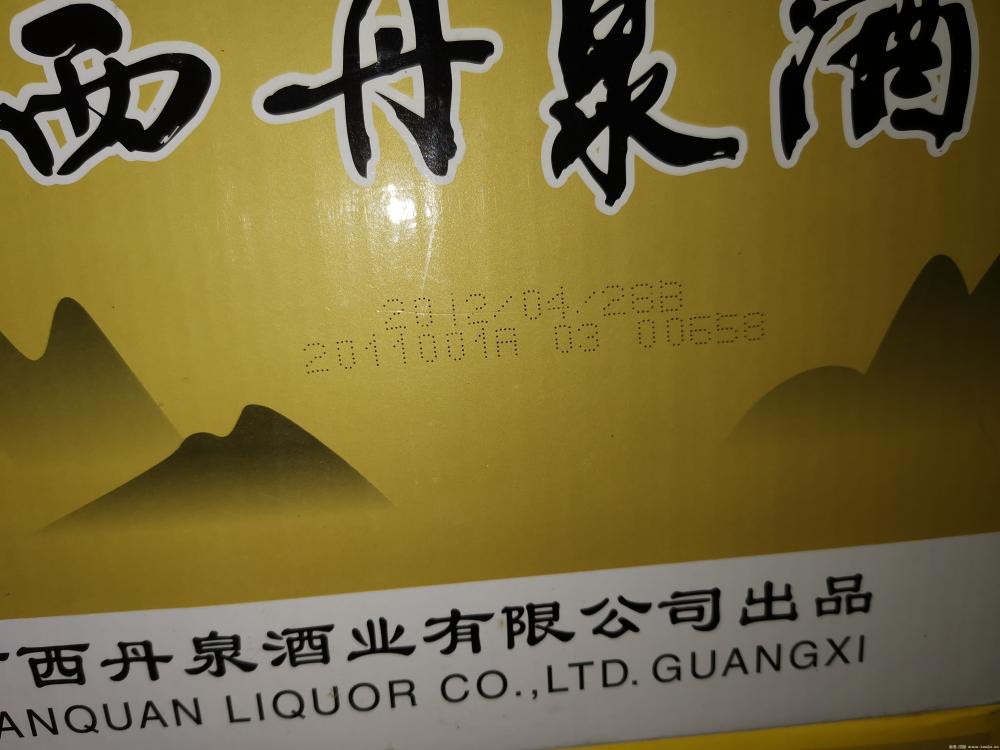 西丹泉酒
2012/04/28B
2011001A 03 00658
西丹泉酒业有限公司出品
ANQUAN LIQUOR CO.,LTD. GUANGXI